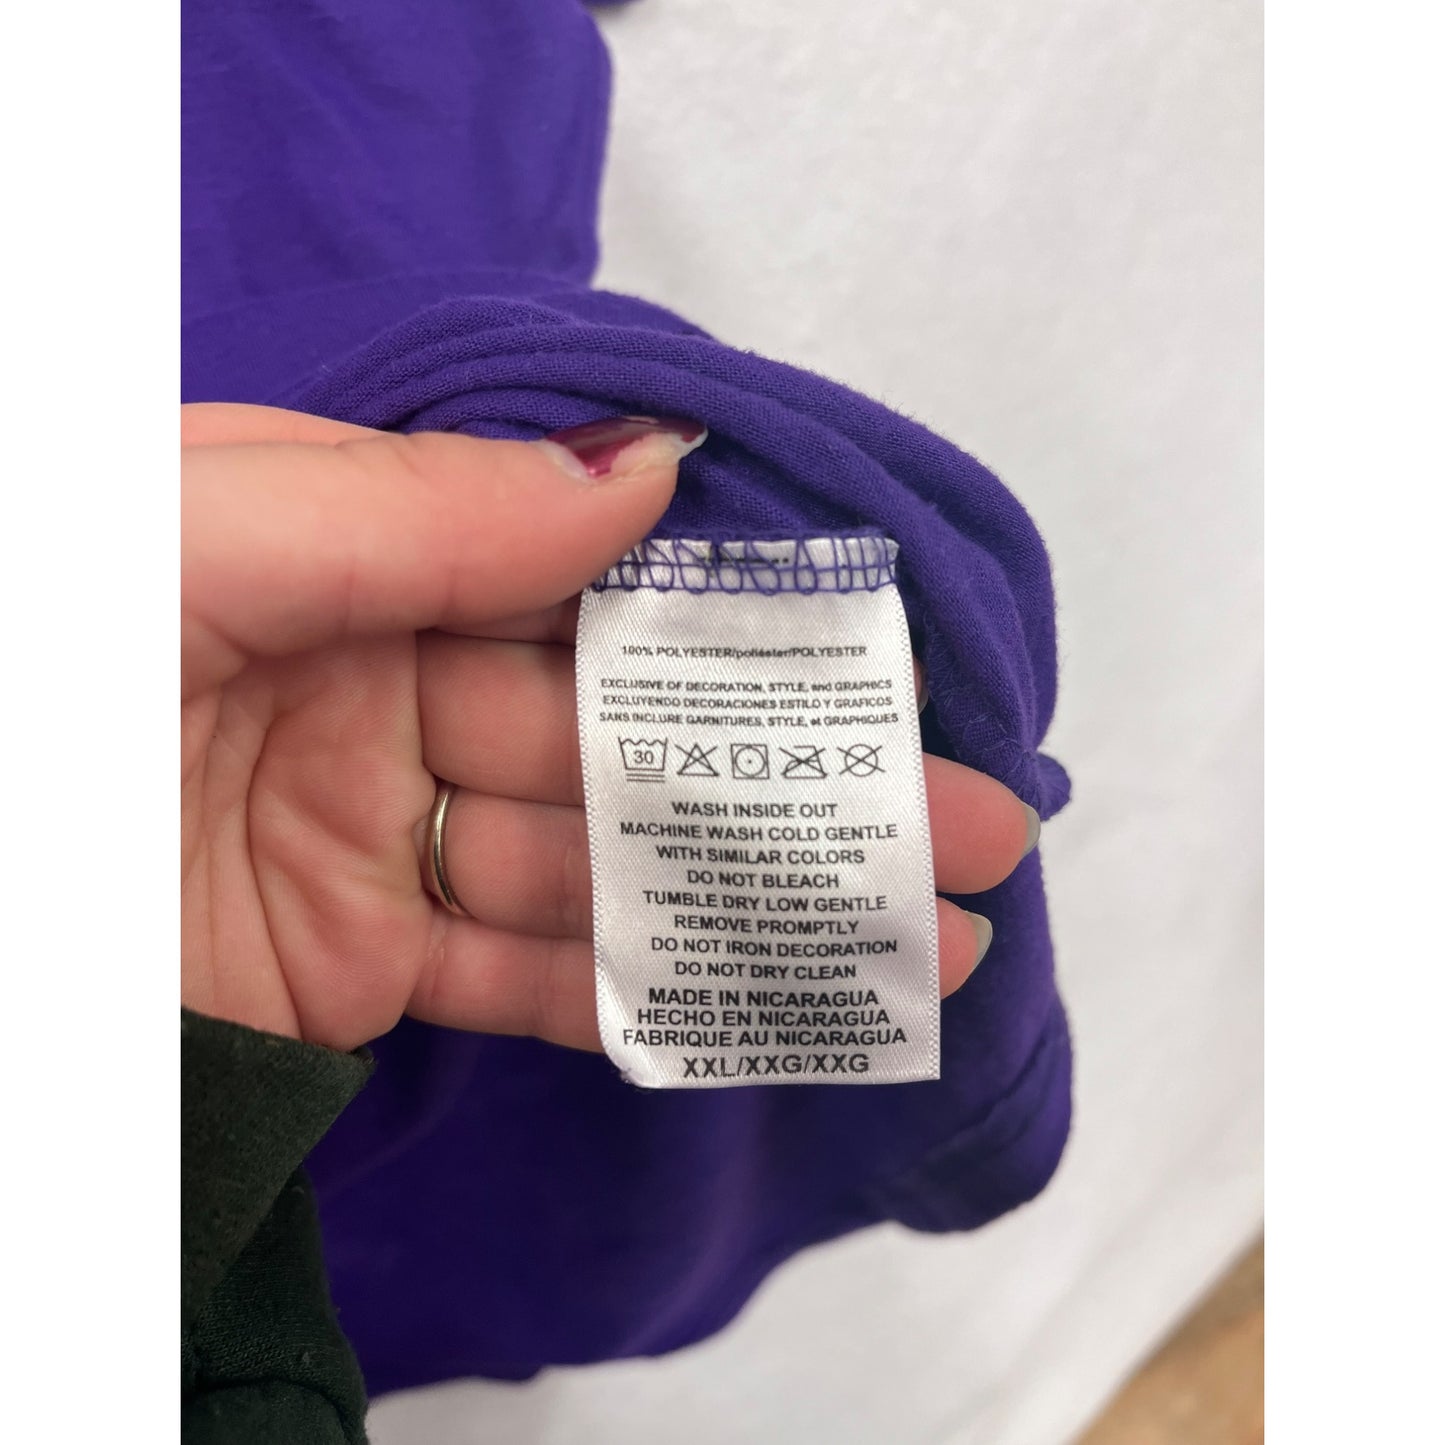 100% POLYESTER/poliéster/POLYESTER
EXCLUSIVE OF DECORATION, STYLE, and GRAPHICS
EXCLUYENDO DECORACIONES ESTILO Y GRAFICOS
SANS INCLURE GARNITURES, STYLE, et GRAPHIQUES
30
WASH INSIDE OUT
MACHINE WASH COLD GENTLE
WITH SIMILAR COLORS
DO NOT BLEACH
TUMBLE DRY LOW GENTLE
REMOVE PROMPTLY
DO NOT IRON DECORATION
DO NOT DRY CLEAN
MADE IN NICARAGUA
HECHO EN NICARAGUA
FABRIQUE AU NICARAGUA
XXL/XXG/XXG